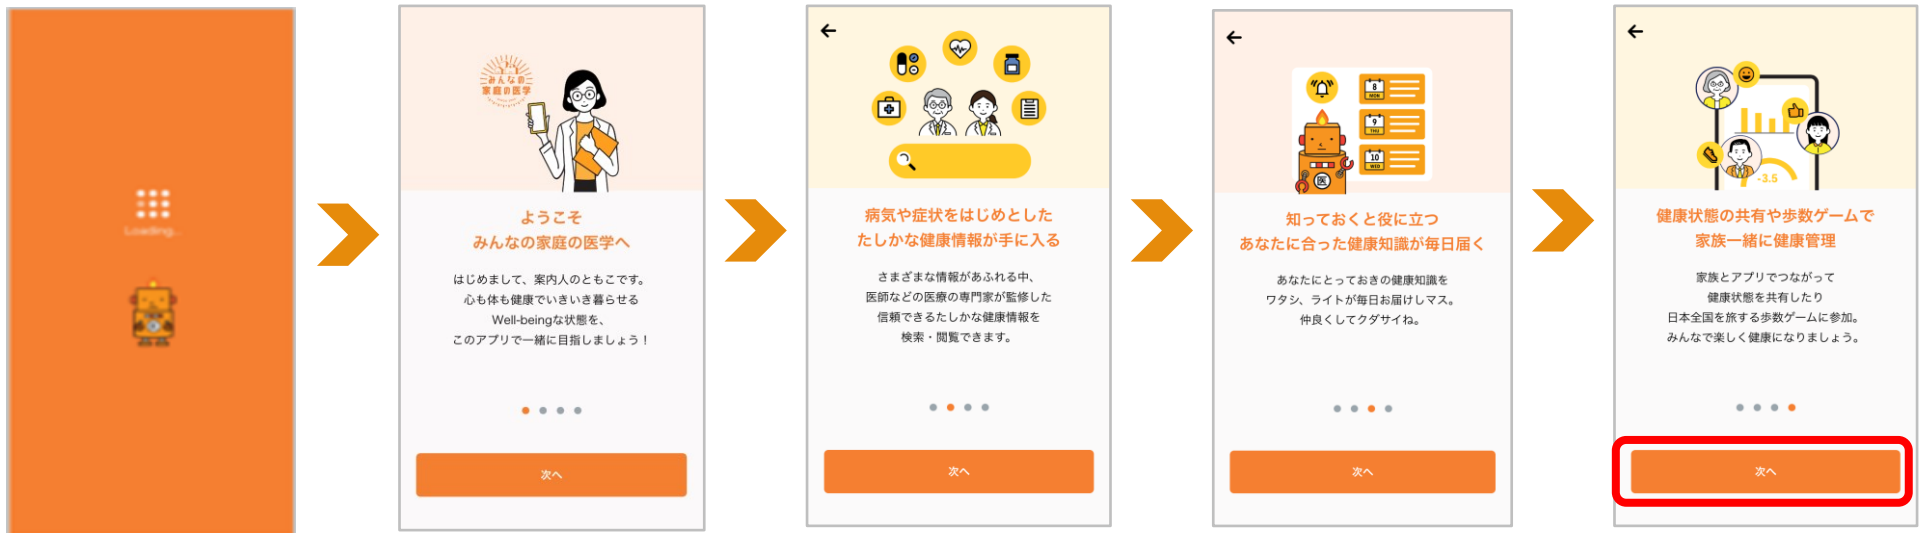 Loading...
みんなの
家庭の医学
ようこそ
みんなの家庭の医学へ
はじめまして、案内人のともこです。
心も体も健康でいきいき暮らせる
Well-beingな状態を、
このアプリで一緒に目指しましょう！
次へ
病気や症状をはじめとした
たしかな健康情報が手に入る
さまざまな情報があふれる中、
医師などの医療の専門家が監修した
信頼できるたしかな健康情報を
検索・閲覧できます。
次へ
8
MON
9
THU
10
WED
医
知っておくと役に立つ
あなたに合った健康知識が毎日届く
あなたにとっておきの健康知識を
ワタシ、ライトが毎日お届けしマス。
仲良くしてクダサイね。
次へ
-3.5
健康状態の共有や歩数ゲームで
家族一緒に健康管理
家族とアプリでつながって
健康状態を共有したり
日本全国を旅する歩数ゲームに参加。
みんなで楽しく健康になりましょう。
次へ